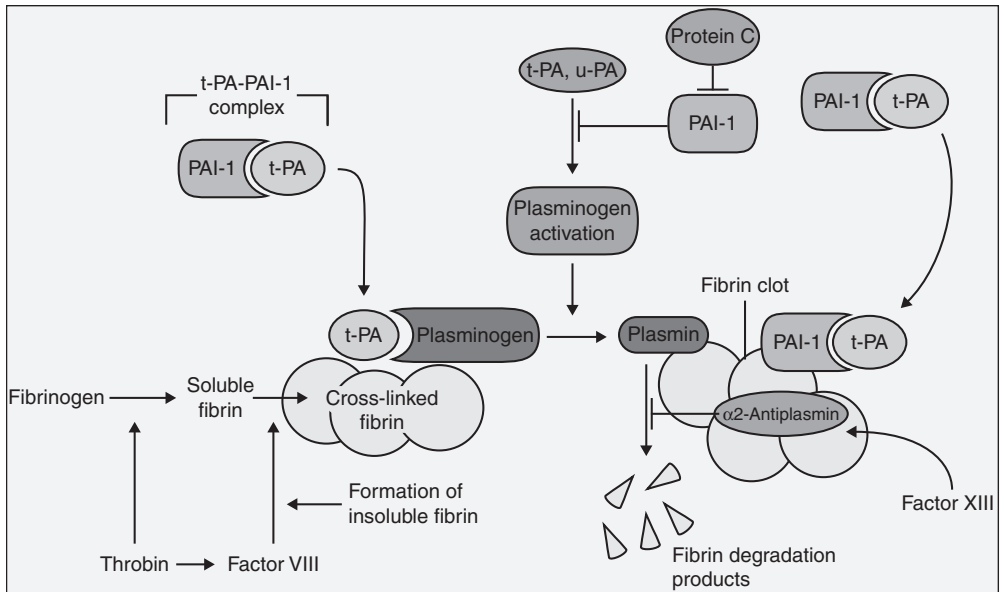 Protein C
t-PA, u-PA
t-PA-PAI-1
complex
PAI-1
t-PA
PAI-1
PAI-1
t-PA
Plasminogen
activation
Fibrin clot
t-PA
Plasminogen
Plasmin
PAI-1
t-PA
Fibrinogen
Soluble
fibrin
Cross-linked
fibrin
α2-Antiplasmin
Formation of
insoluble fibrin
Factor XIII
Throbin
Factor VIII
Fibrin degradation
products